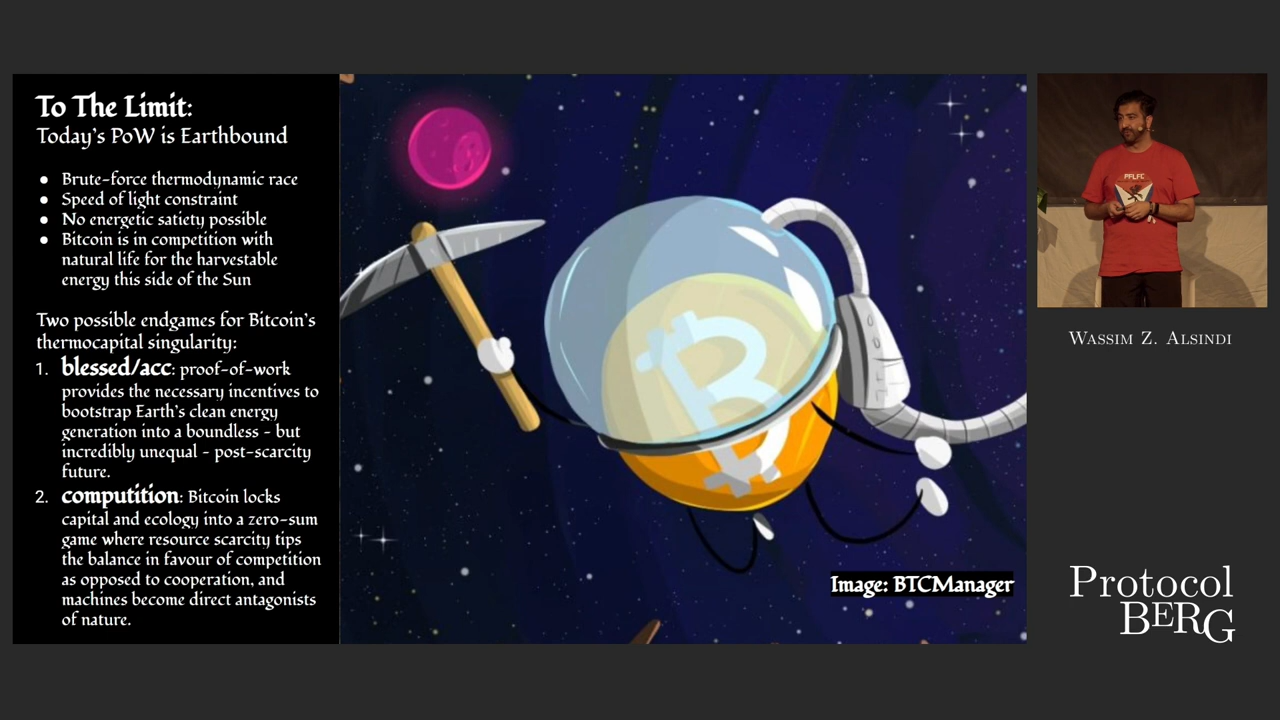 To The Limit:
Today's PoW is Earthbound
● Brute-force thermodynamic race
● Speed of light constraint
● No energetic satiety possible
● Bitcoin is in competition with
natural life for the harvestable
energy this side of the Sun
Two possible endgames for Bitcoin's
thermocapital singularity:
1. blessed/acc: proof-of-work
provides the necessary incentives to
bootstrap Earth's clean energy
generation into a boundless - but
incredibly unequal - post-scarcity
future.
2. computition: Bitcoin locks
capital and ecology into a zero-sum
game where resource scarcity tips
the balance in favour of competition
as opposed to cooperation, and
machines become direct antagonists
of nature.
Image: BTCManager
PFLFC
Wassim Z. Alsindi
Protocol
BERG